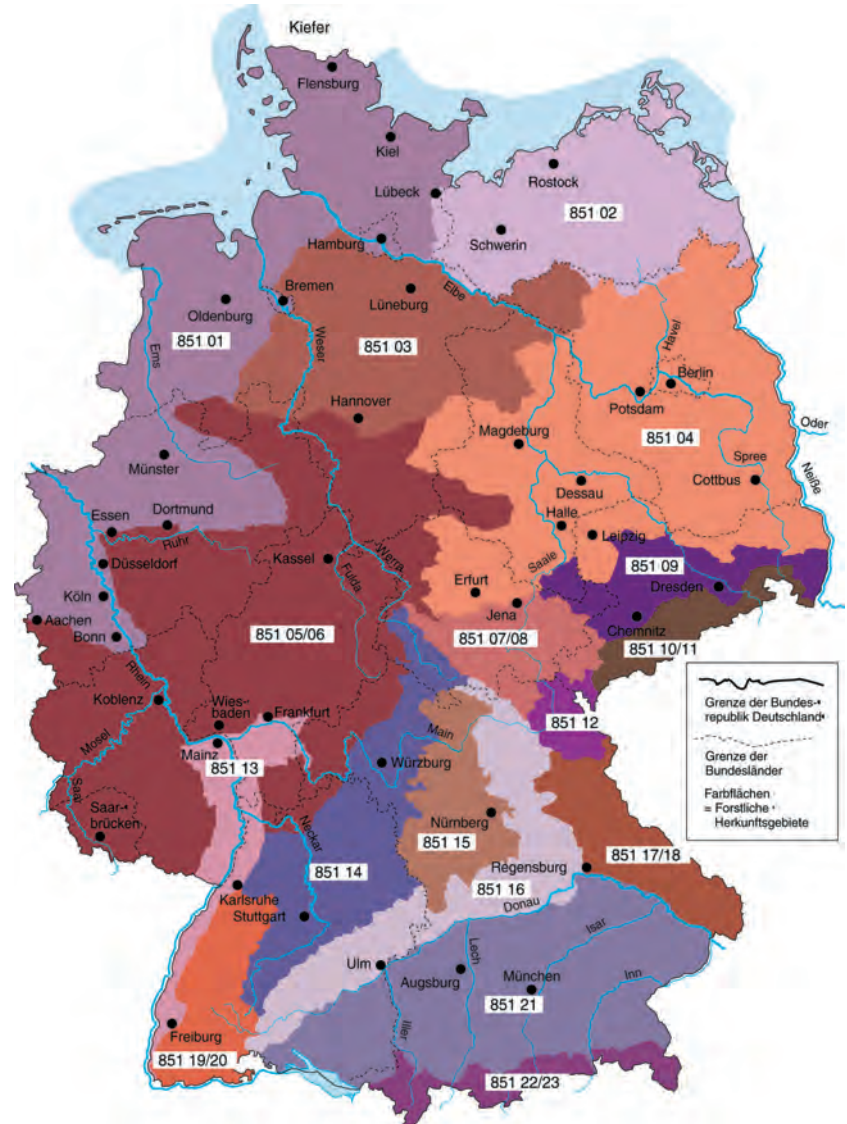 Kiefer
Flensburg
Kiel
Lübeck
Rostock
851 02
Schwerin
Hamburg
Elbe
Bremen
Lüneburg
Oldenburg
851 01
Ems
Weser
851 03
Hannover
Havel
Berlin
Potsdam
Oder
Magdeburg
851 04
Spree
Cottbus
Neiße
Münster
Dessau
Halle
Essen
Dortmund
Ruhr
Leipzig
Düsseldorf
Kassel
Werra
Fulda
Saale
851 09
Dresden
Köln
Erfurt
Jena
Aachen
Bonn
851 05/06
851 07/08
Chemnitz
851 10/11
Rhein
Koblenz
Wies-
baden
Frankfurt
Main
851 12
Mosel
Mainz
851 13
Würzburg
Saar
Saar-
brücken
Neckar
Nürnberg
851 15
851 17/18
851 14
Regensburg
851 16
Karlsruhe
Stuttgart
Donau
Isar
Ulm
Lech
Augsburg
München
Inn
851 21
Iller
Freiburg
851 19/20
851 22/23
Grenze der Bundes-
republik Deutschland
Grenze der
Bundesländer
Farbflächen
= Forstliche
Herkunftsgebiete